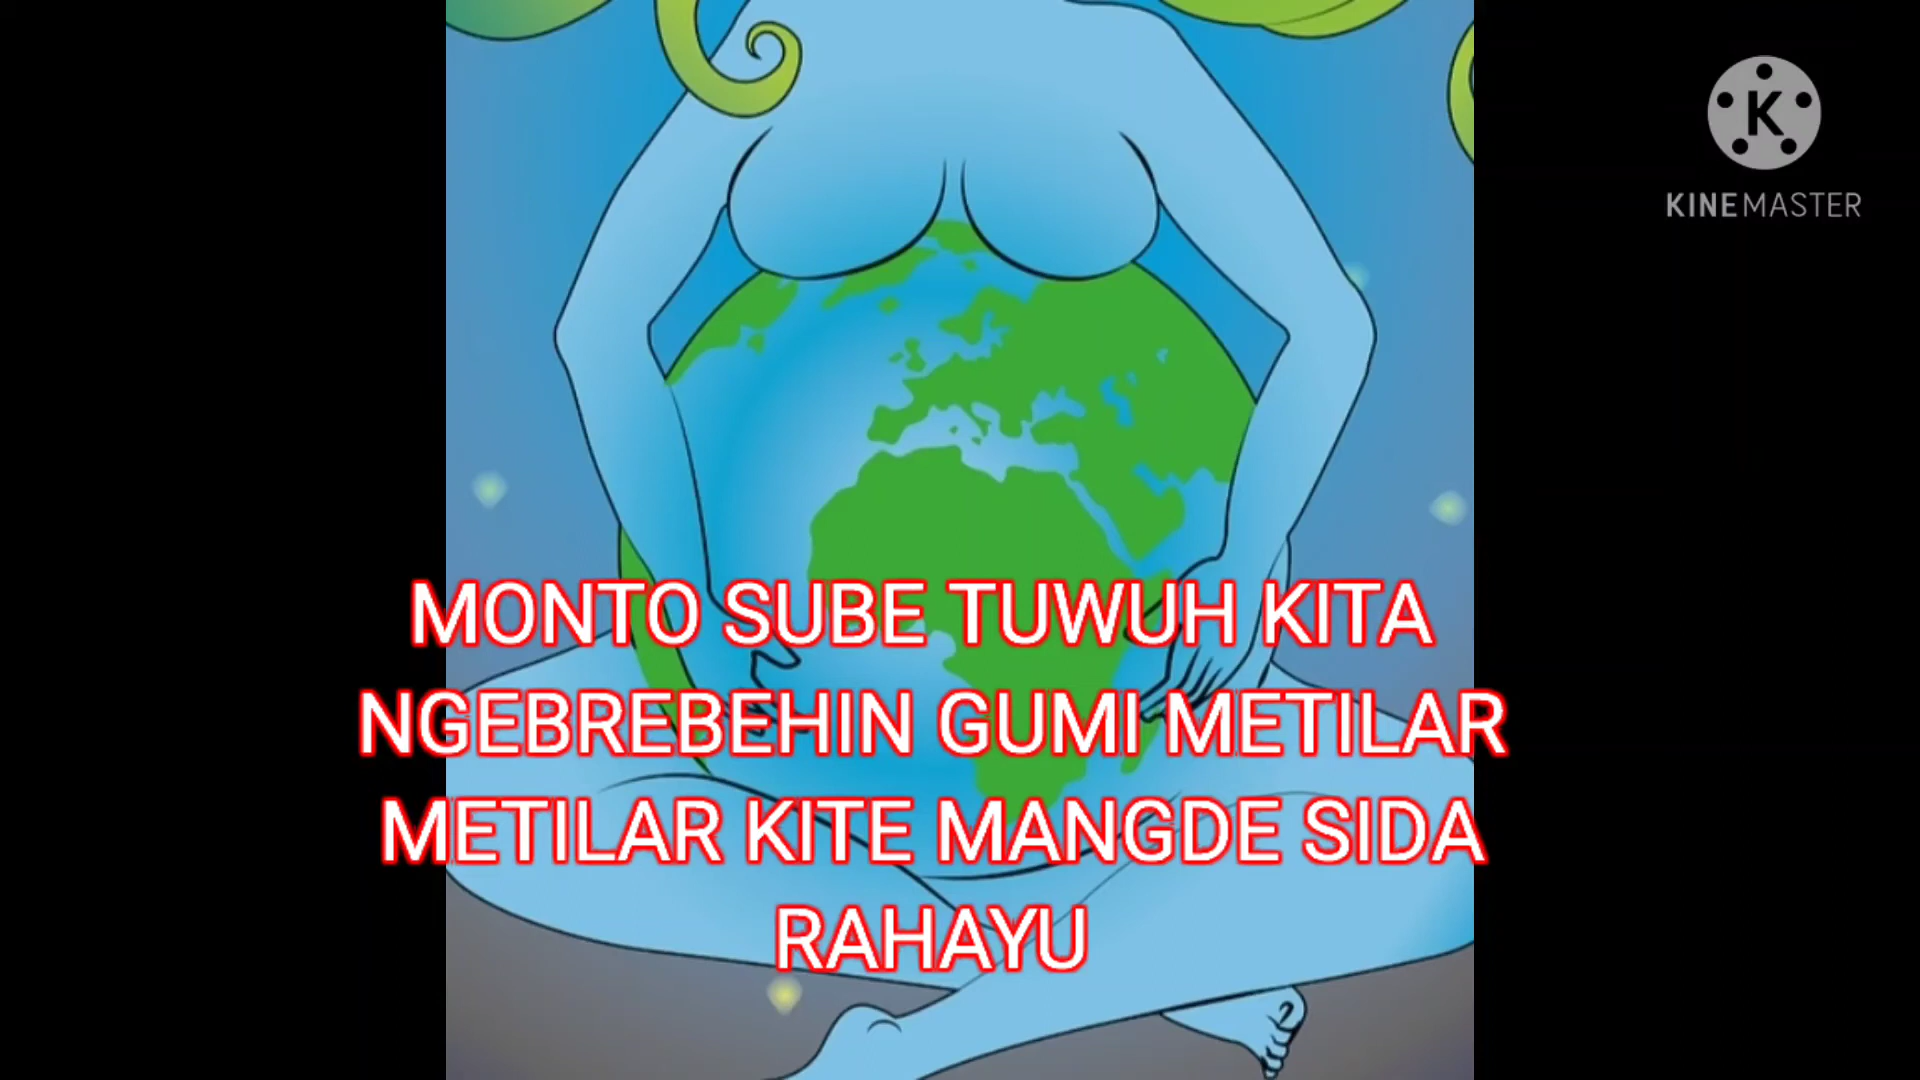 K
KINEMASTER
MONTO SUBE TUWUH KITA
NGEBREBEHIN GUMI METILAR
METILAR KITE MANGDE SIDA
RAHAYU